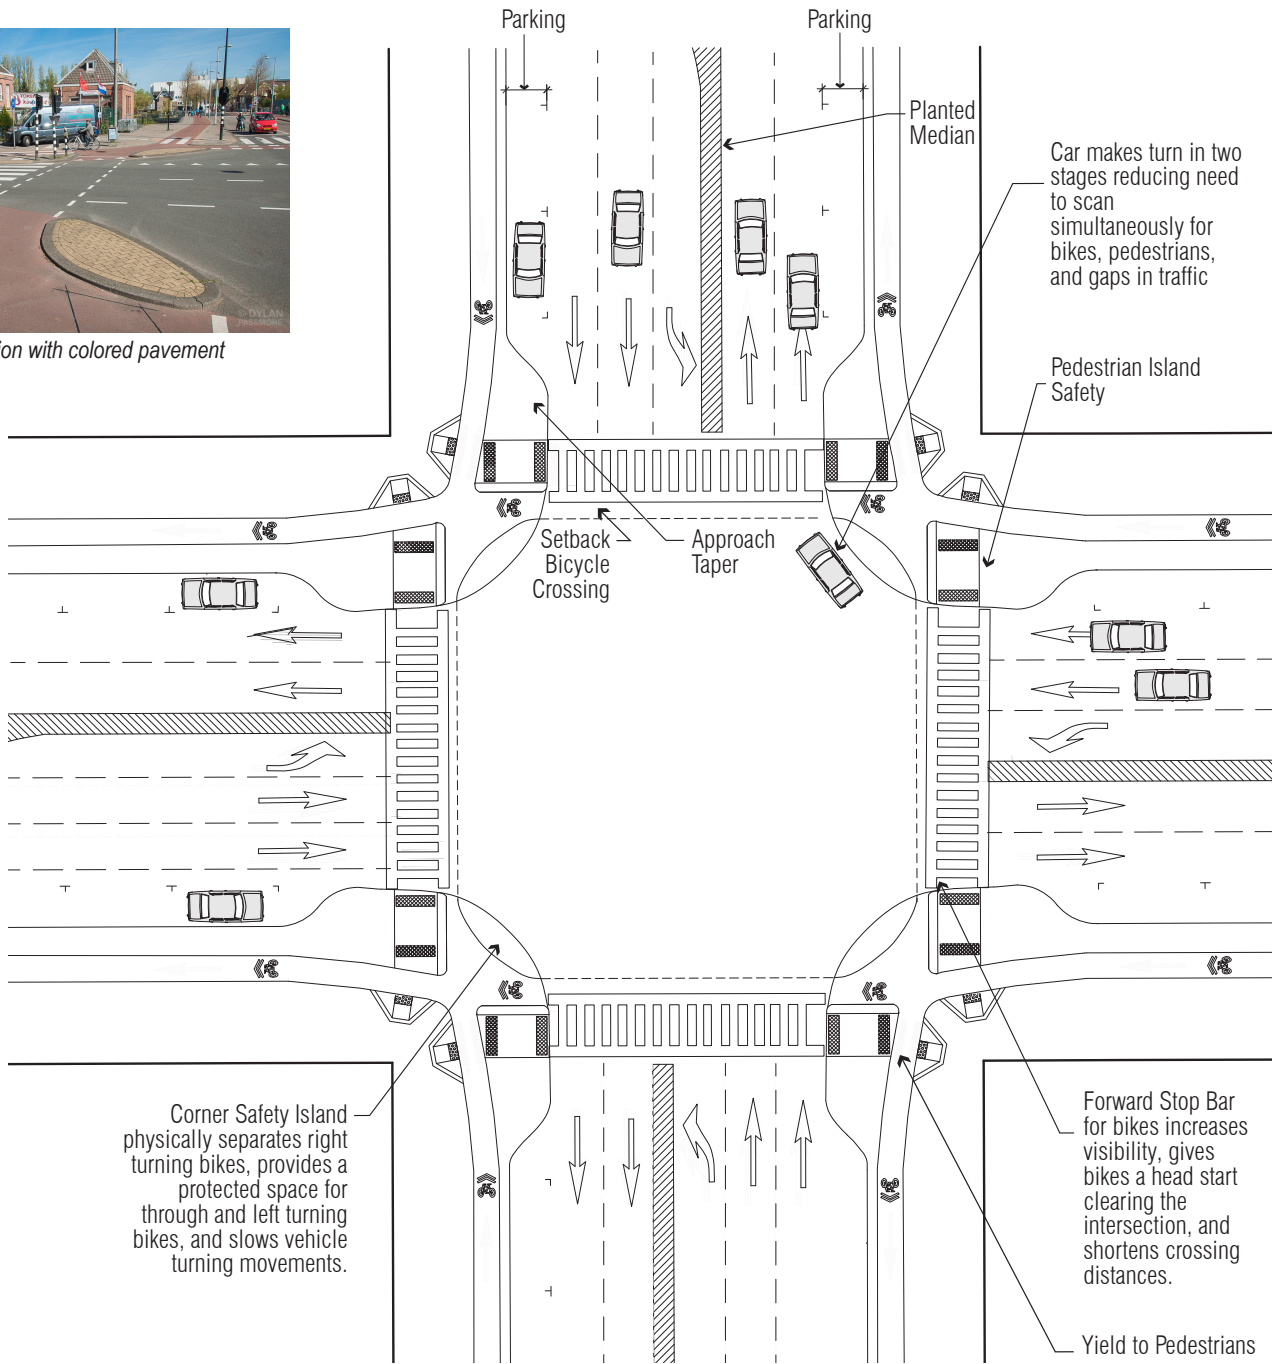 Parking
Parking
Planted
Median
Car makes turn in two
stages reducing need
to scan
simultaneously for
bikes, pedestrians,
and gaps in traffic
© DYLAN
PASSMORE
ion with colored pavement
Pedestrian Island
Safety
Setback
Bicycle
Crossing
Approach
Taper
Corner Safety Island
physically separates right
turning bikes, provides a
protected space for
through and left turning
bikes, and slows vehicle
turning movements.
Forward Stop Bar
for bikes increases
visibility, gives
bikes a head start
clearing the
intersection, and
shortens crossing
distances.
Yield to Pedestrians